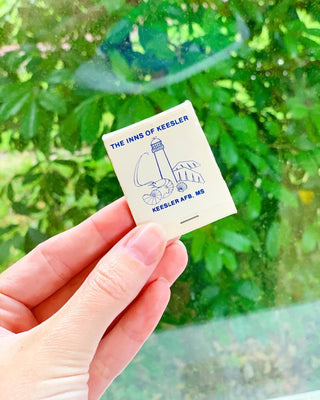 THE INNS OF KEESLER
KEESLER AFB, MS